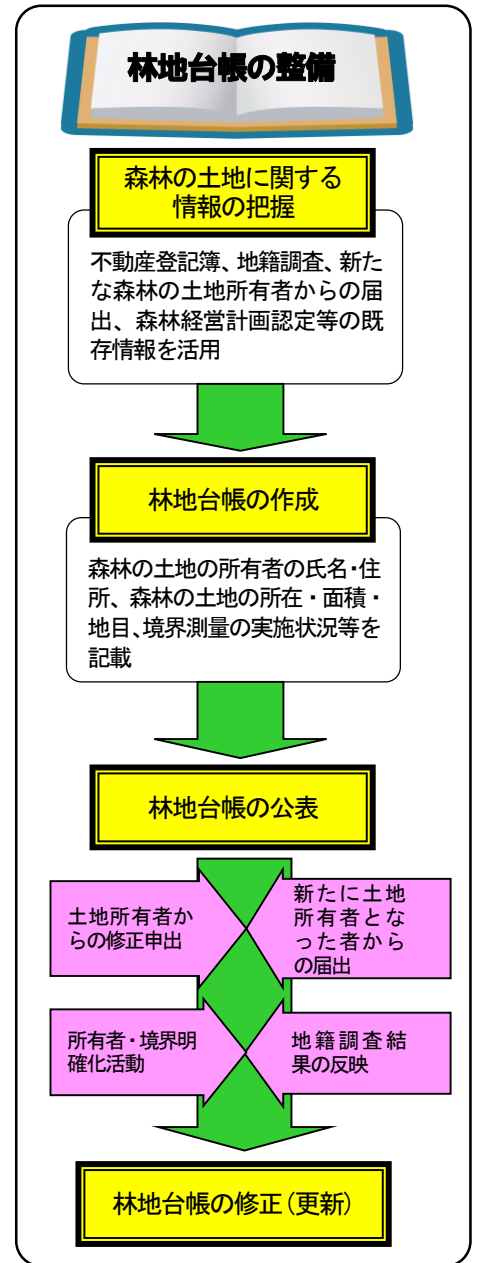 林地台帳の整備
森林の土地に関する
情報の把握
不動産登記簿、地籍調査、新た
な森林の土地所有者からの届
出、森林経営計画認定等の既
存情報を活用
林地台帳の作成
森林の土地の所有者の氏名・住
所、森林の土地の所在・面積・
地目、境界測量の実施状況等を
記載
林地台帳の公表
土地所有者か
らの修正申出
新たに土地
所有者とな
った者から
の届出
所有者・境界明
確化活動
地籍調査結
果の反映
林地台帳の修正（更新）